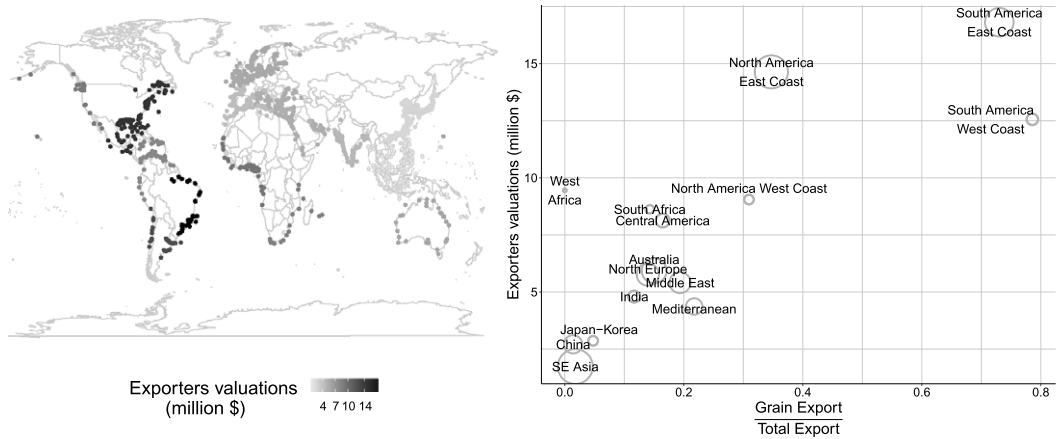 Exporters valuations
(million $)
4 7 10 14
Exporters valuations (million $)
15
10
5
South America
East Coast
North America
East Coast
South America
West Coast
West
Africa
North America West Coast
South Africa
Central America
Australia
North Europe
Middle East
India
Mediterranean
Japan−Korea
China
SE Asia
0.0 0.2 0.4 0.6 0.8
Grain Export
Total Export